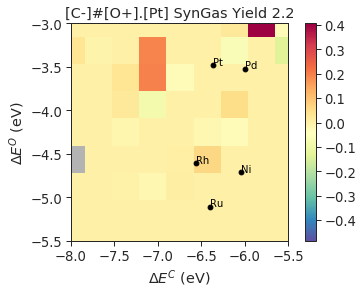 [C-]#[O+].[Pt] SynGas Yield 2.2
−3.0
−3.5
−4.0
−4.5
−5.0
−5.5
ΔE^O (eV)
Pt
Pd
Rh
Ni
Ru
−8.0 −7.5 −7.0 −6.5 −6.0 −5.5
ΔE^C (eV)
0.4
0.3
0.2
0.1
0.0
−0.1
−0.2
−0.3
−0.4